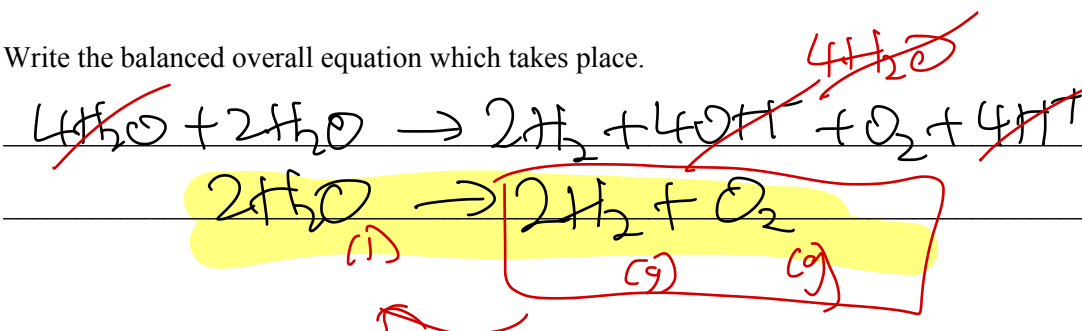 4H₂O
Write the balanced overall equation which takes place.
4H₂O + 2H₂O → 2H₂ + 4OH⁻ + O₂ + 4H⁺
2H₂O → 2H₂ + O₂
(l) (g) (g)